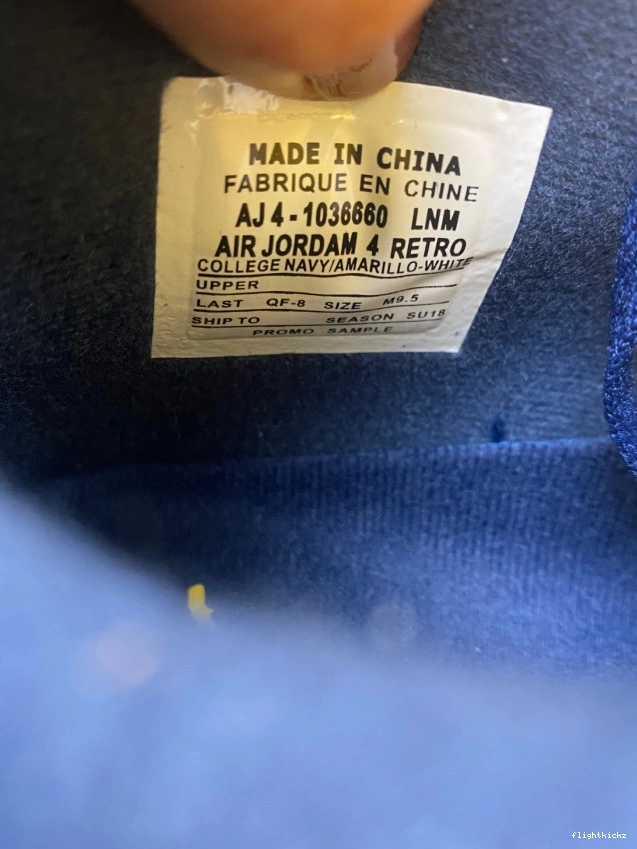 MADE IN CHINA
FABRIQUE EN CHINE
AJ 4 - 1036660 LNM
AIR JORDAM 4 RETRO
COLLEGE NAVY/AMARILLO-WHITE
UPPER
LAST QF-8 SIZE M9.5
SHIP TO SEASON SU18
PROMO SAMPLE
flightkickz